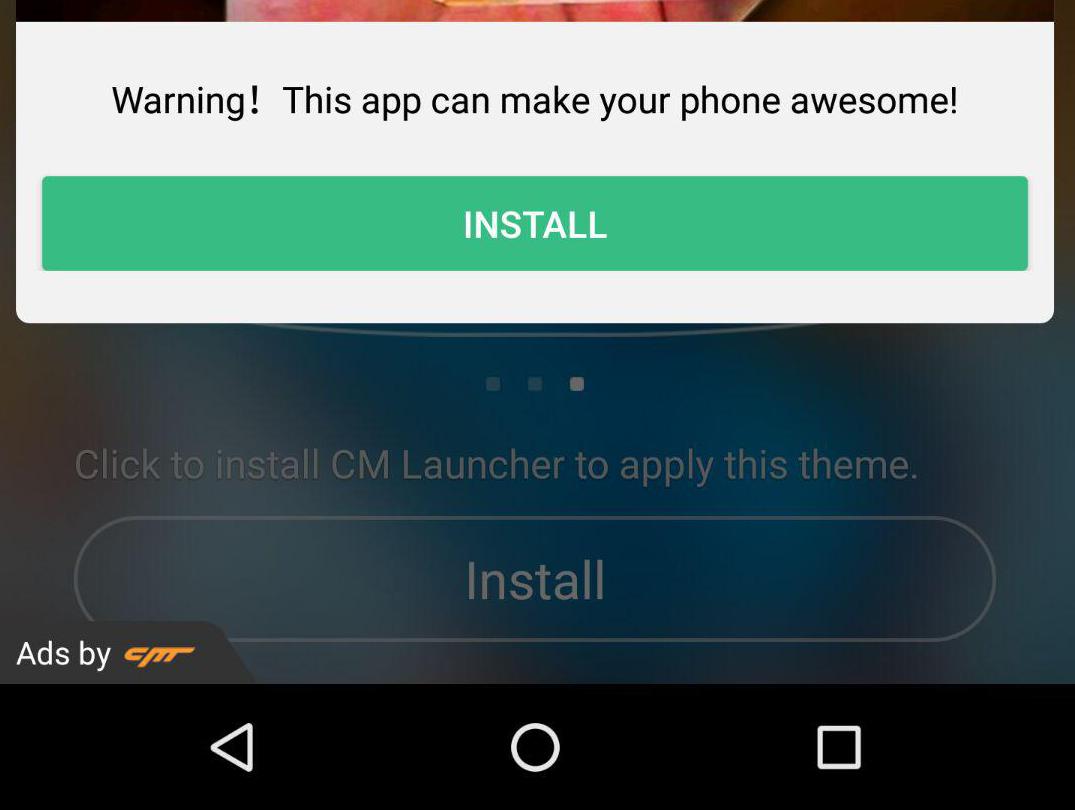 Warning！ This app can make your phone awesome!
INSTALL
Click to install CM Launcher to apply this theme.
Install
Ads by cm